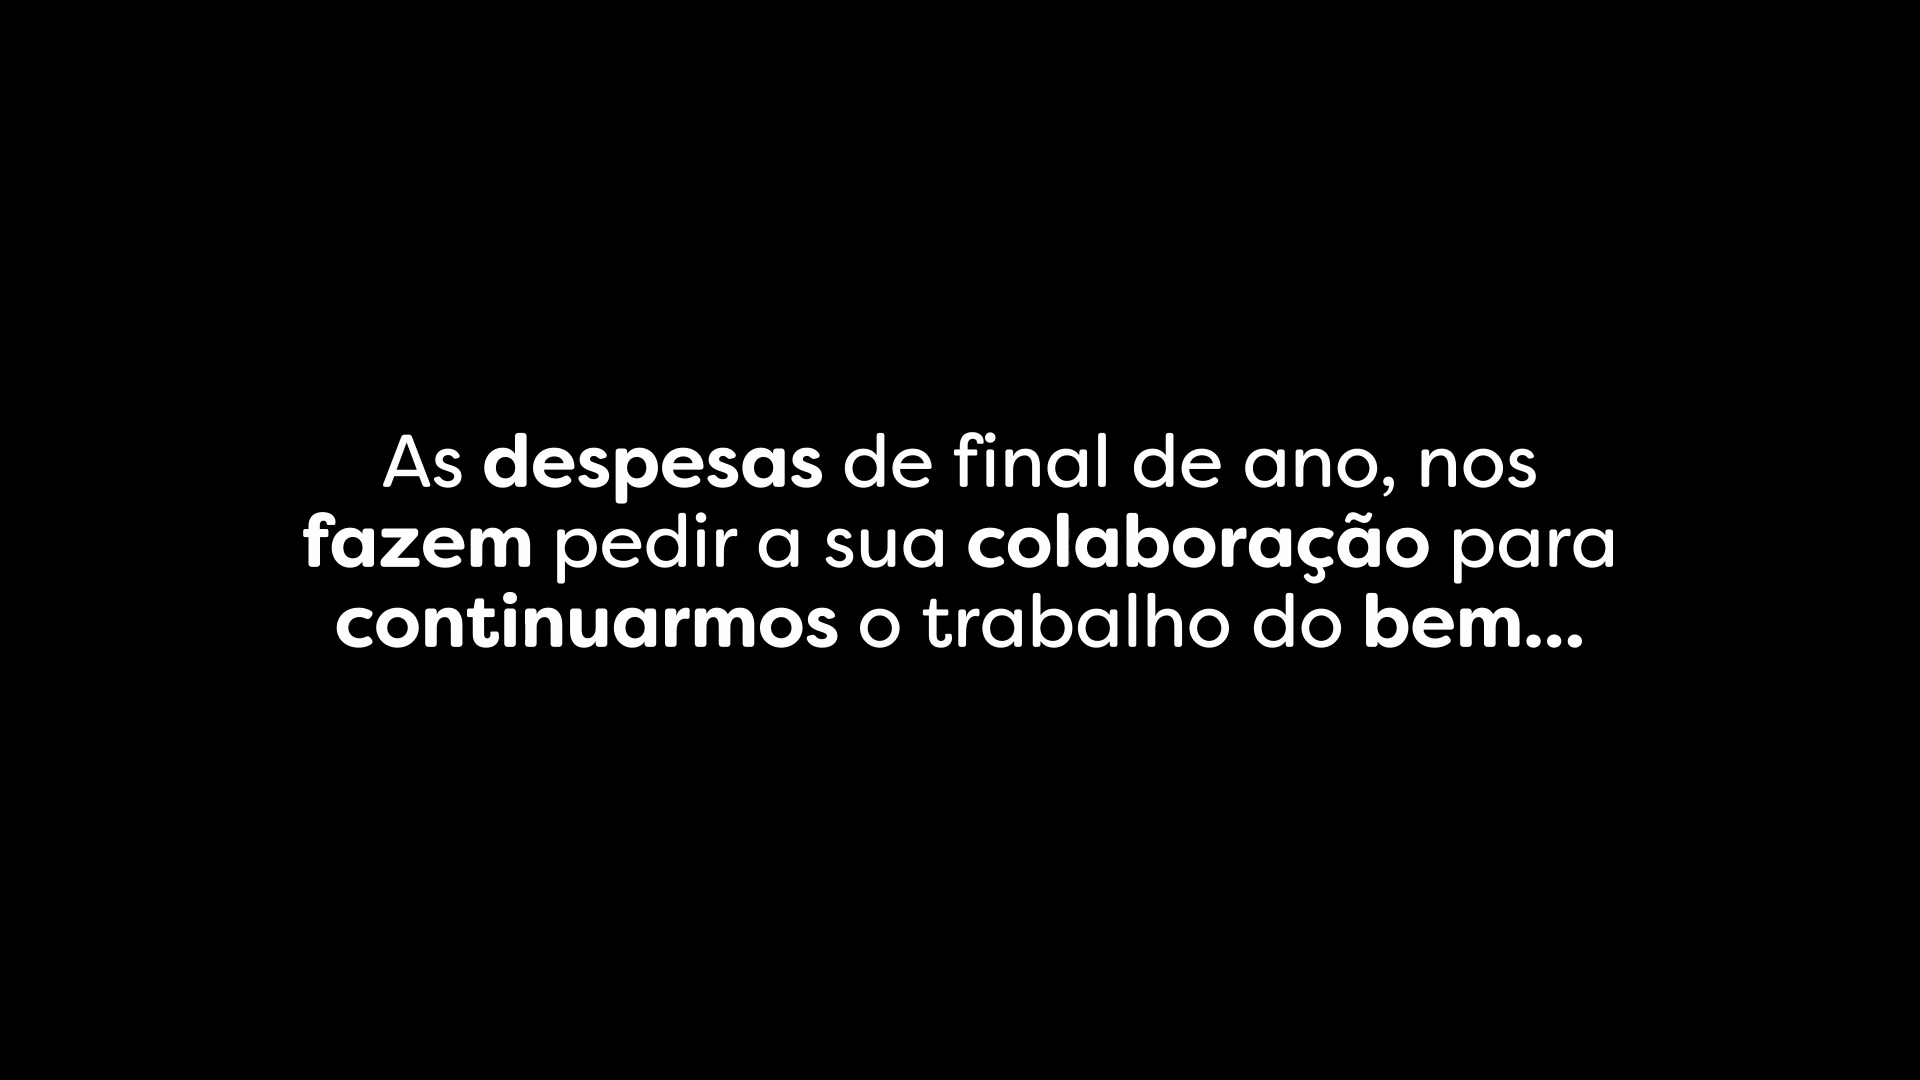 As despesas de final de ano, nos
fazem pedir a sua colaboração para
continuarmos o trabalho do bem...